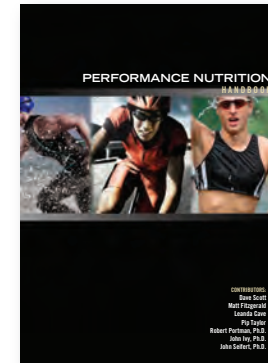 PERFORMANCE NUTRITION
HANDBOOK
CONTRIBUTORS:
Dave Scott
Matt Fitzgerald
Leanda Cave
Pip Taylor
Robert Portman, Ph.D.
John Ivy, Ph.D.
John Seifert, Ph.D.